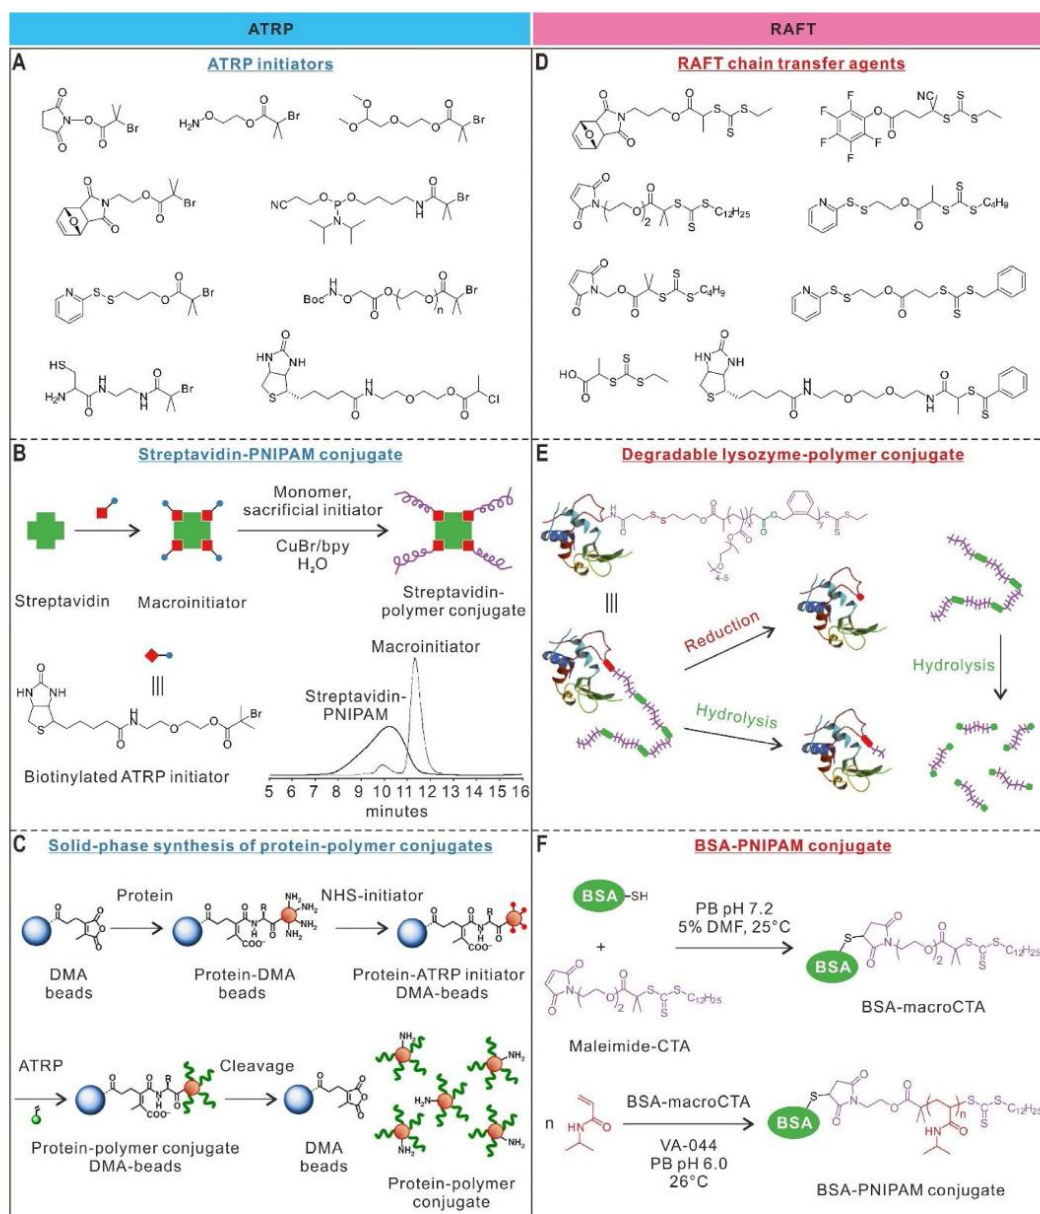 ATRP
RAFT
A
ATRP initiators
D
RAFT chain transfer agents
B
Streptavidin-PNIPAM conjugate
Streptavidin
Macroinitiator
Monomer,
sacrificial initiator
CuBr/bpy
H₂O
Streptavidin-
polymer conjugate
Biotinylated ATRP initiator
Macroinitiator
Streptavidin-
PNIPAM
5 6 7 8 9 10 11 12 13 14 15 16
minutes
E
Degradable lysozyme-polymer conjugate
Reduction
Hydrolysis
Hydrolysis
C
Solid-phase synthesis of protein-polymer conjugates
DMA
beads
Protein
Protein-DMA
beads
NHS-initiator
Protein-ATRP initiator
DMA-beads
ATRP
Protein-polymer conjugate
DMA-beads
Cleavage
DMA
beads
Protein-polymer
conjugate
F
BSA-PNIPAM conjugate
BSA
SH
+
Maleimide-CTA
PB pH 7.2
5% DMF, 25°C
BSA
BSA-macroCTA
n
BSA-macroCTA
VA-044
PB pH 6.0
26°C
BSA
BSA-PNIPAM conjugate